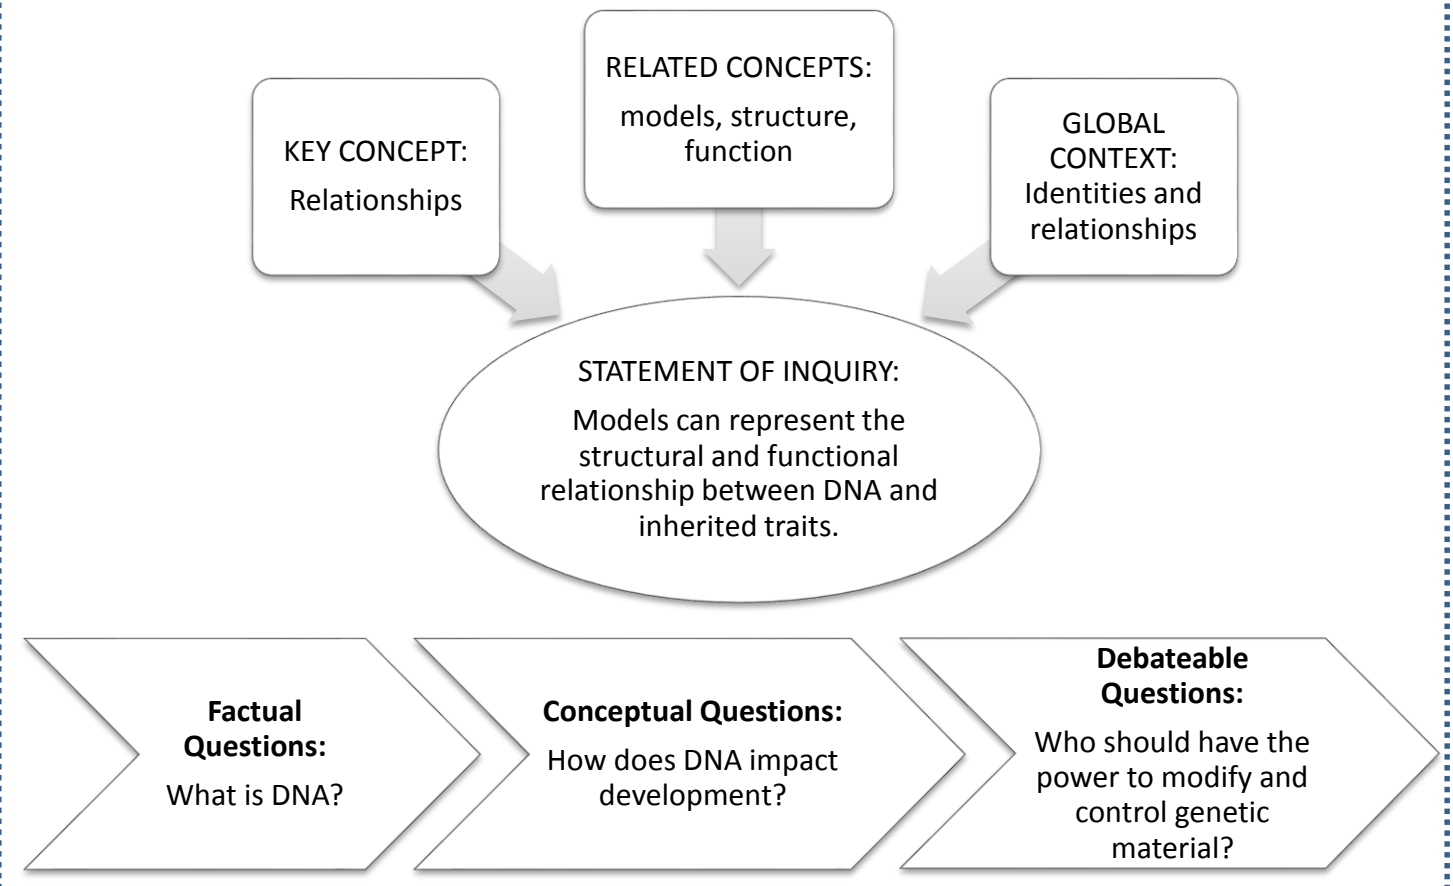 KEY CONCEPT:
Relationships
RELATED CONCEPTS:
models, structure,
function
GLOBAL
CONTEXT:
Identities and
relationships
STATEMENT OF INQUIRY:
Models can represent the
structural and functional
relationship between DNA and
inherited traits.
Factual
Questions:
What is DNA?
Conceptual Questions:
How does DNA impact
development?
Debateable
Questions:
Who should have the
power to modify and
control genetic
material?